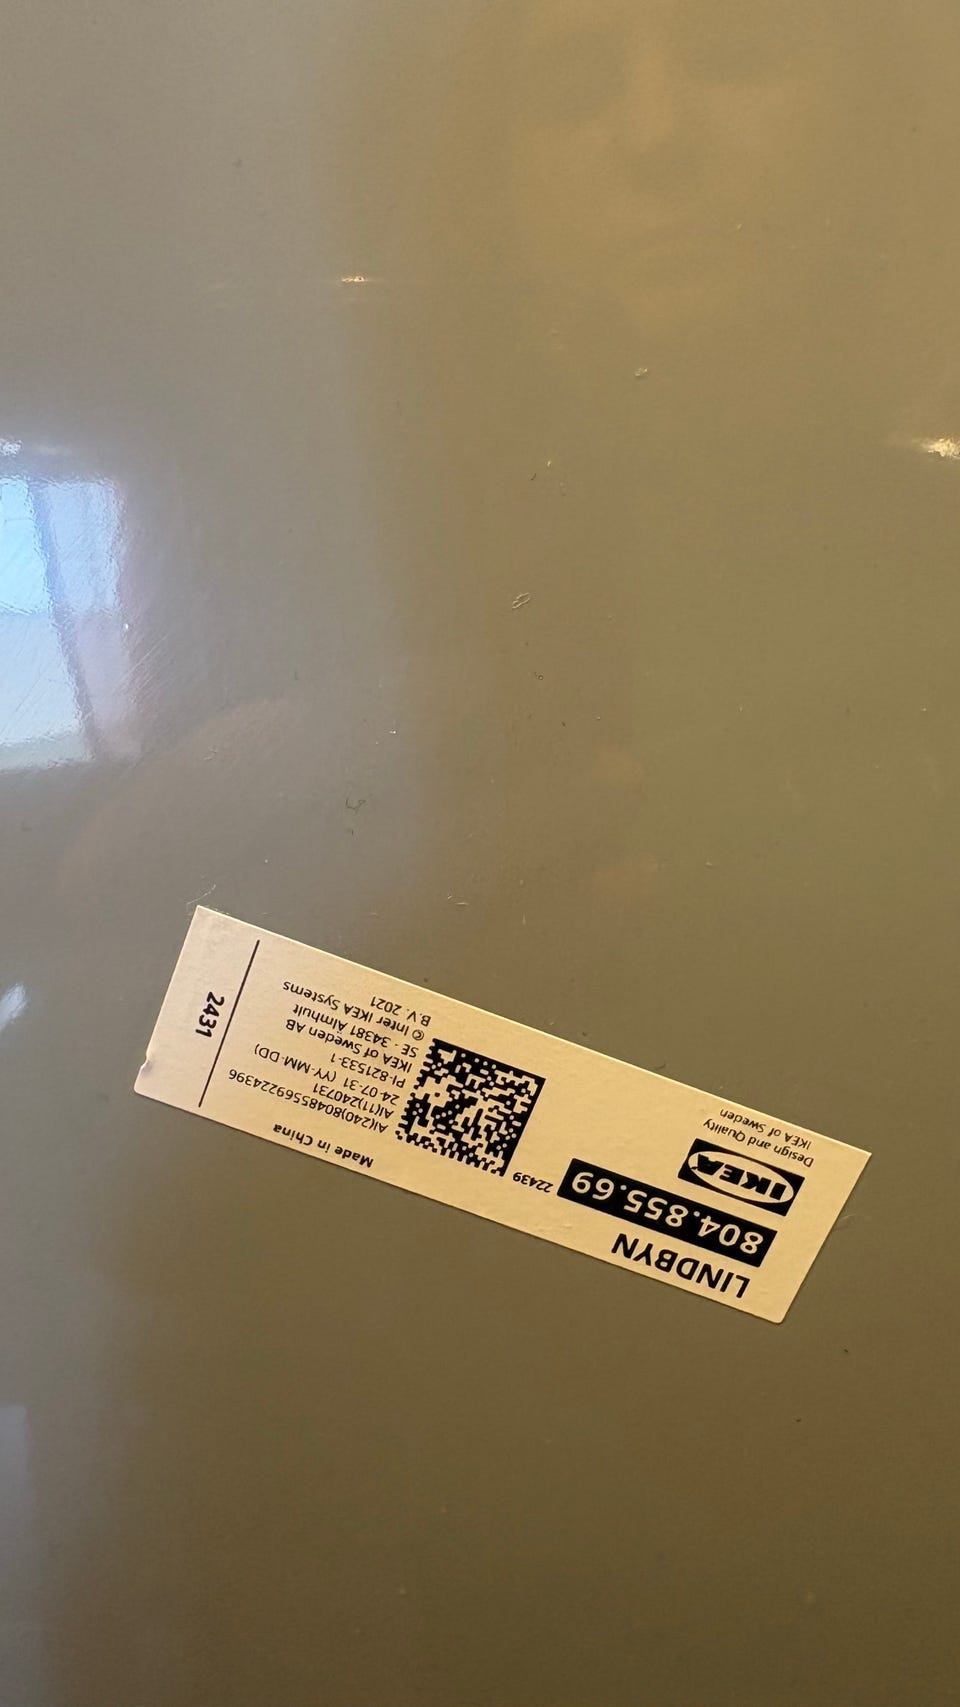 LINDBYN
804.855.69
IKEA
Design and Quality
IKEA of Sweden
22439
Made in China
AI(240)80485569224396
AI(11)240731
24-07-31 (YY-MM-DD)
PI-821533-1
IKEA of Sweden AB
SE - 34381 Älmhult
© Inter IKEA Systems
B.V. 2021
2431